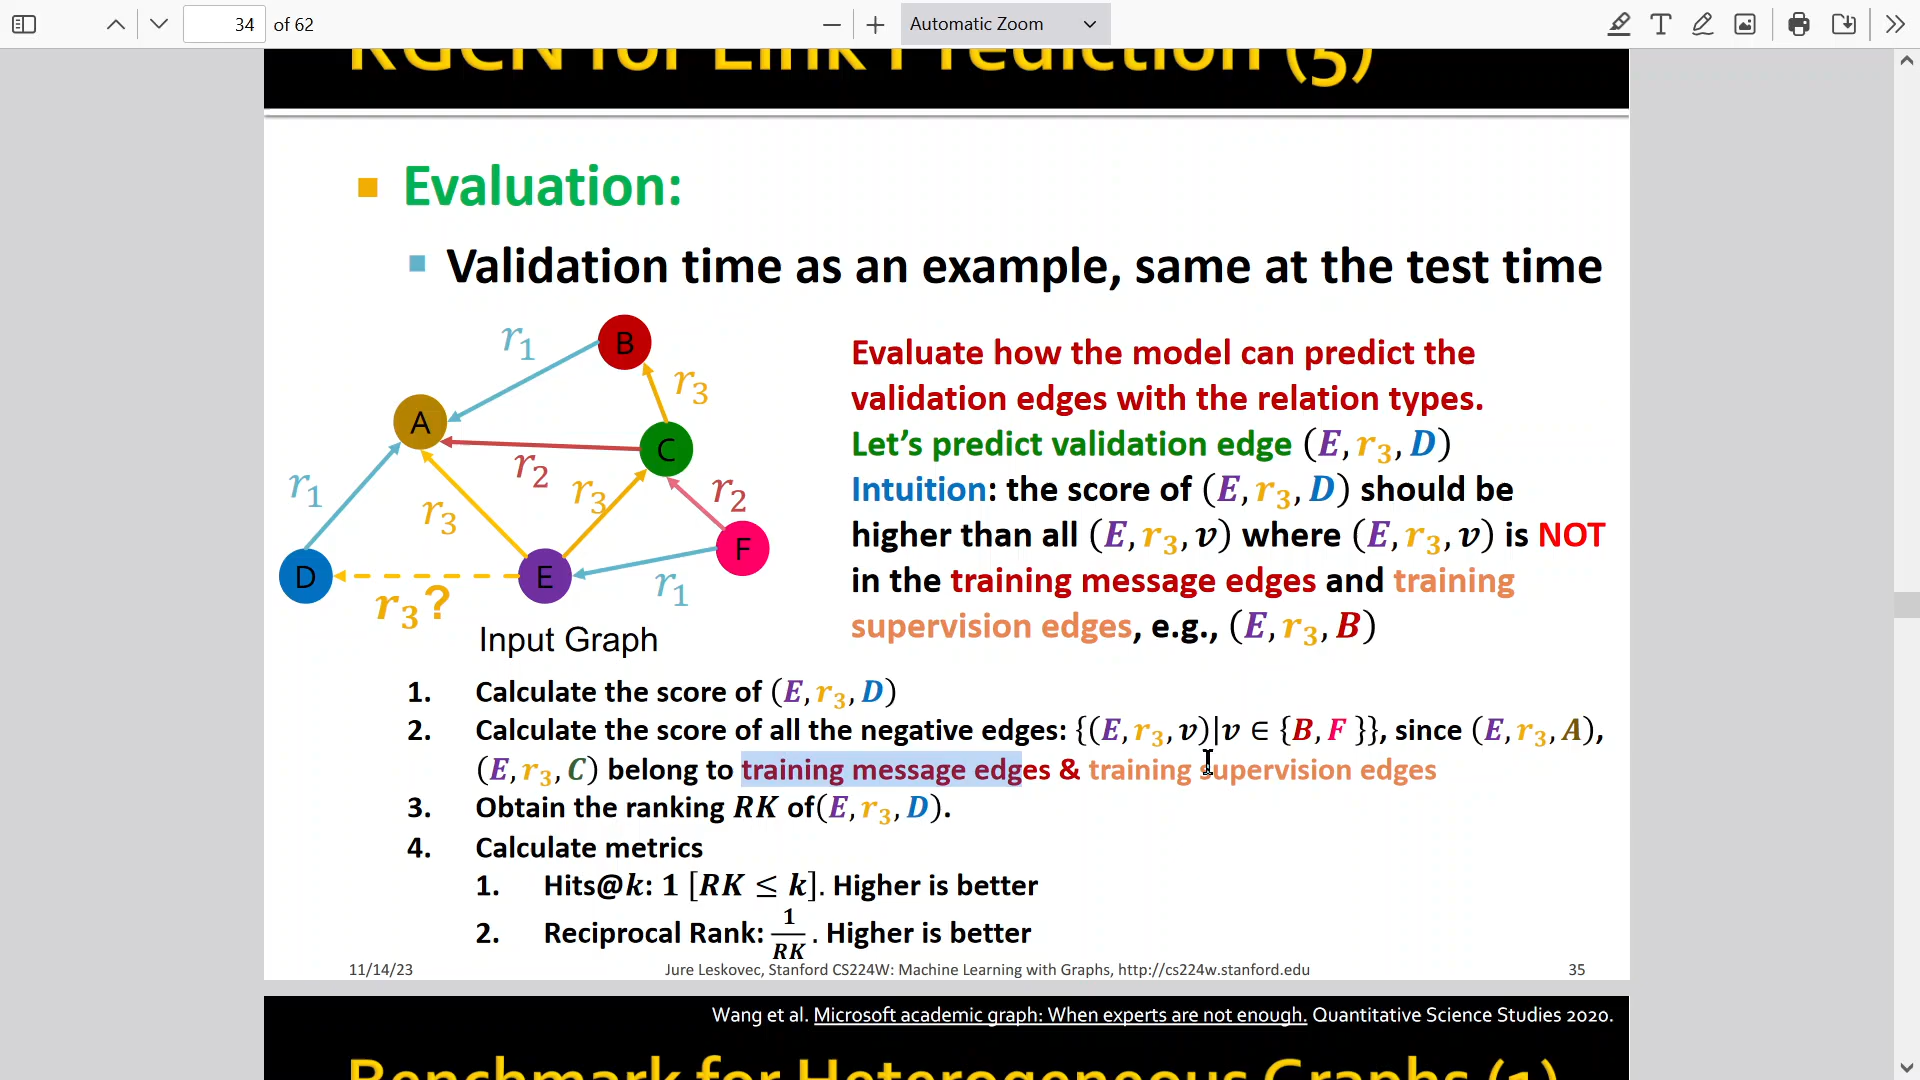 34 of 62 Automatic Zoom
RGCN for Link Prediction (5)
Evaluation:
Validation time as an example, same at the test time
B
r₁
r₃
A
C
r₂
r₁
r₃
r₃
r₂
F
D
E
r₁
r₃?
Input Graph
Evaluate how the model can predict the
validation edges with the relation types.
Let's predict validation edge (E, r₃, D)
Intuition: the score of (E, r₃, D) should be
higher than all (E, r₃, v) where (E, r₃, v) is NOT
in the training message edges and training
supervision edges, e.g., (E, r₃, B)
1. Calculate the score of (E, r₃, D)
2. Calculate the score of all the negative edges: {(E, r₃, v)|v ∈ {B, F }}, since (E, r₃, A),
(E, r₃, C) belong to training message edges & training supervision edges
3. Obtain the ranking RK of(E, r₃, D).
4. Calculate metrics
1. Hits@k: 1 [RK ≤ k]. Higher is better
2. Reciprocal Rank: 1/RK . Higher is better
11/14/23 Jure Leskovec, Stanford CS224W: Machine Learning with Graphs, http://cs224w.stanford.edu 35
Wang et al. Microsoft academic graph: When experts are not enough. Quantitative Science Studies 2020.
Benchmark for Heterogeneous Graphs (1)